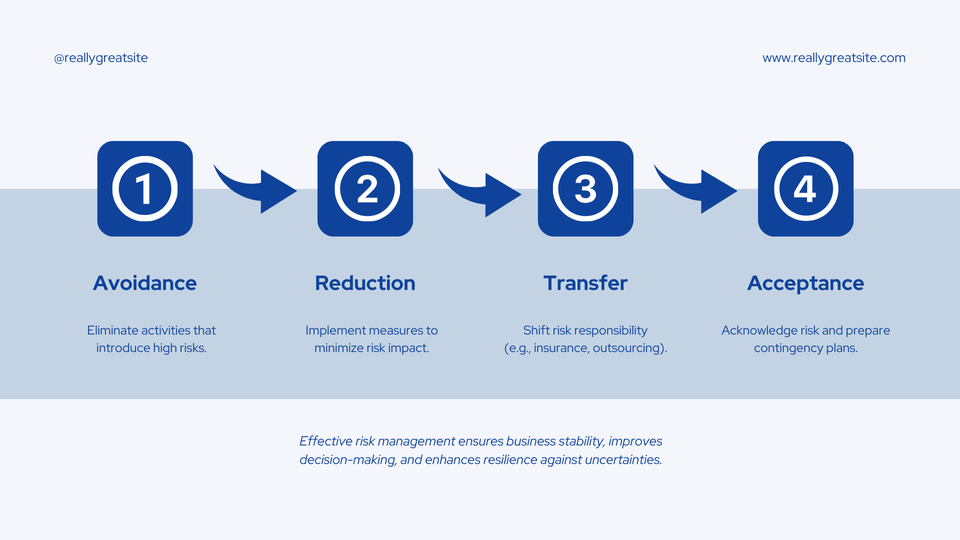 @reallygreatsite
www.reallygreatsite.com
1
2
3
4
Avoidance
Reduction
Transfer
Acceptance
Eliminate activities that
introduce high risks.
Implement measures to
minimize risk impact.
Shift risk responsibility
(e.g., insurance, outsourcing).
Acknowledge risk and prepare
contingency plans.
Effective risk management ensures business stability, improves
decision-making, and enhances resilience against uncertainties.